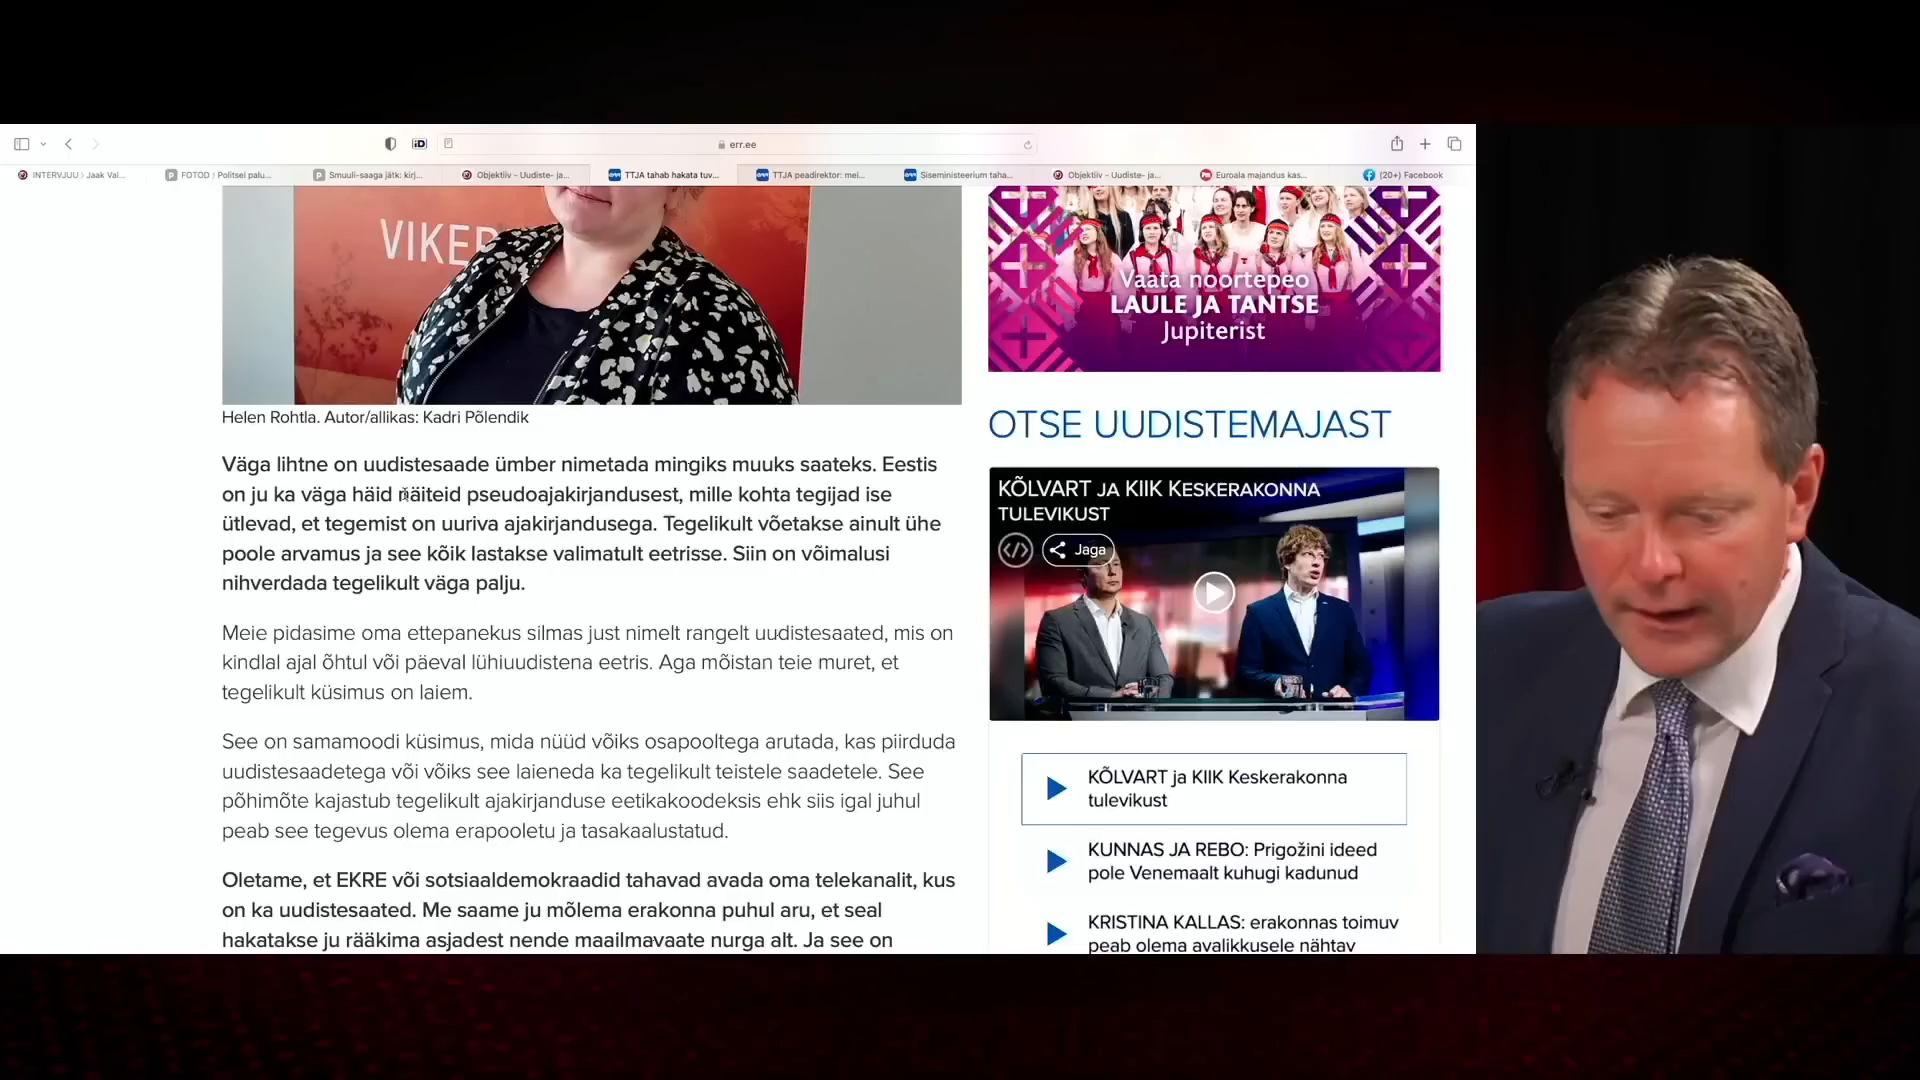 iD
err.ee
INTERVJUU › Jaak Val...
FOTOD | Politsei palu...
Smuuli-saaga jätk: kirj...
Objektiiv – Uudiste- ja...
TTJA tahab hakata tuv...
TTJA peadirektor: mei...
Siseministeerium taha...
Objektiiv – Uudiste- ja...
Euroala majandus kas...
(20+) Facebook
VIKER
Helen Rohtla. Autor/allikas: Kadri Põlendik
Väga lihtne on uudistesaade ümber nimetada mingiks muuks saateks. Eestis
on ju ka väga häid näiteid pseudoajakirjandusest, mille kohta tegijad ise
ütlevad, et tegemist on uuriva ajakirjandusega. Tegelikult võetakse ainult ühe
poole arvamus ja see kõik lastakse valimatult eetrisse. Siin on võimalusi
nihverdada tegelikult väga palju.
Meie pidasime oma ettepanekus silmas just nimelt rangelt uudistesaated, mis on
kindlal ajal õhtul või päeval lühiuudistena eetris. Aga mõistan teie muret, et
tegelikult küsimus on laiem.
See on samamoodi küsimus, mida nüüd võiks osapooltega arutada, kas piirduda
uudistesaadetega või võiks see laieneda ka tegelikult teistele saadetele. See
põhimõte kajastub tegelikult ajakirjanduse eetikakoodeksis ehk siis igal juhul
peab see tegevus olema erapooletu ja tasakaalustatud.
Oletame, et EKRE või sotsiaaldemokraadid tahavad avada oma telekanalit, kus
on ka uudistesaated. Me saame ju mõlema erakonna puhul aru, et seal
hakatakse ju rääkima asjadest nende maailmavaate nurga alt. Ja see on
Vaata noortepeo
LAULE JA TANTSE
Jupiterist
OTSE UUDISTEMAJAST
KÕLVART JA KIIK KESKERAKONNA
TULEVIKUST
Jaga
KÕLVART ja KIIK Keskerakonna
tulevikust
KUNNAS JA REBO: Prigožini ideed
pole Venemaalt kuhugi kadunud
KRISTINA KALLAS: erakonnas toimuv
peab olema avalikkusele nähtav